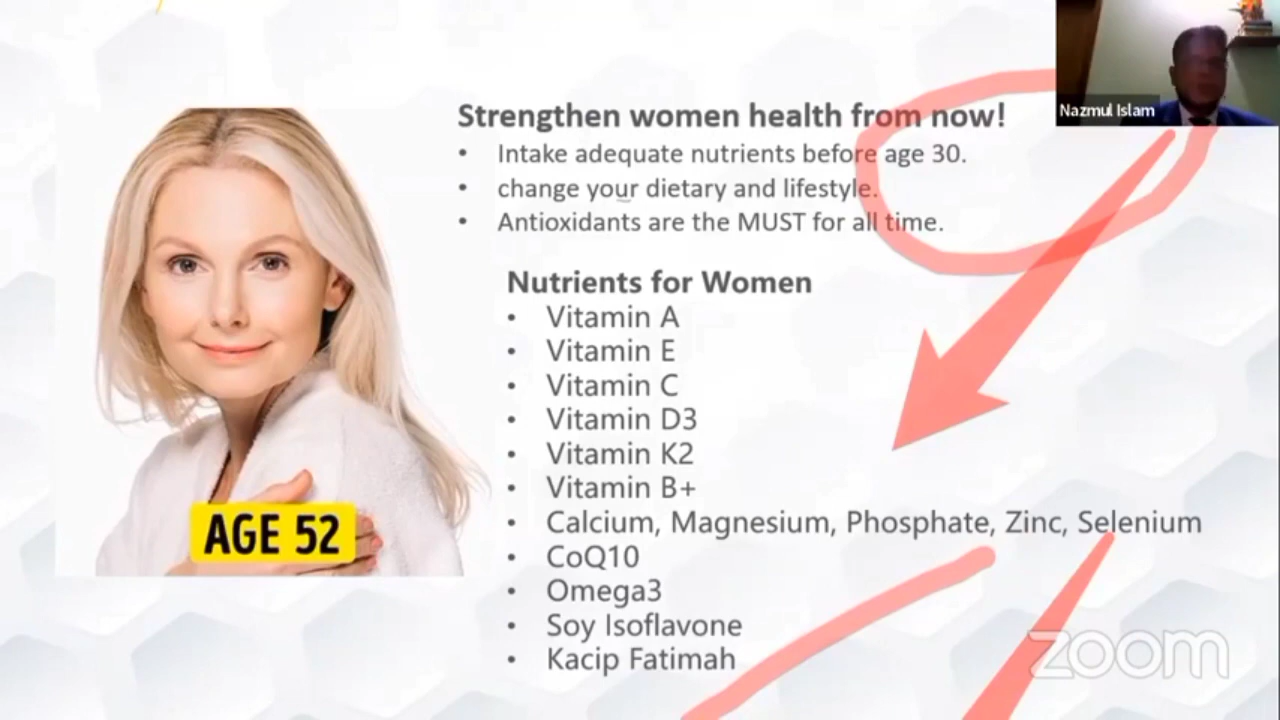 Strengthen women health from now!
• Intake adequate nutrients before age 30.
• change your dietary and lifestyle.
• Antioxidants are the MUST for all time.
Nutrients for Women
• Vitamin A
• Vitamin E
• Vitamin C
• Vitamin D3
• Vitamin K2
• Vitamin B+
• Calcium, Magnesium, Phosphate, Zinc, Selenium
• CoQ10
• Omega3
• Soy Isoflavone
• Kacip Fatimah
AGE 52
Nazmul Islam
zoom